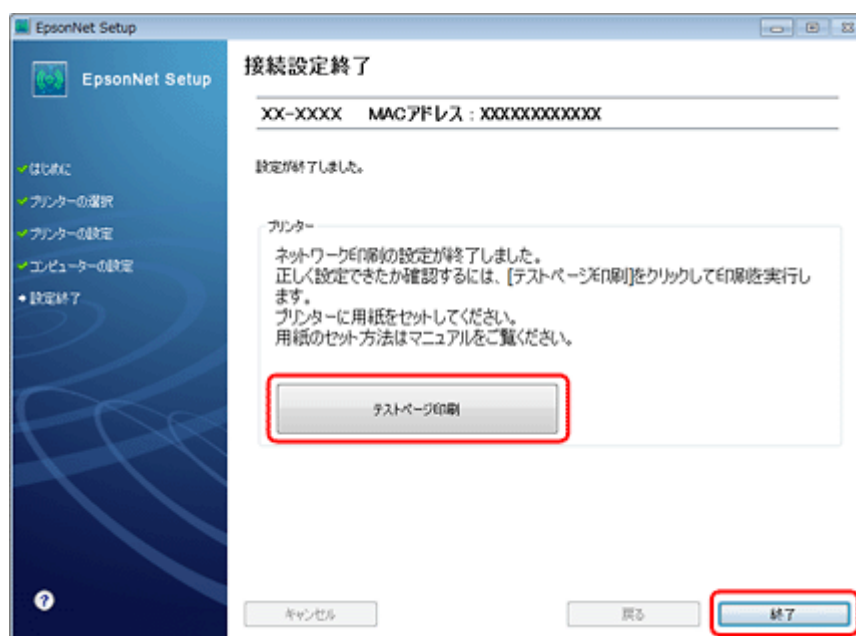 EpsonNet Setup
EpsonNet Setup
はじめに
プリンターの選択
プリンターの設定
コンピューターの設定
設定終了
接続設定終了
XX-XXXX MACアドレス : XXXXXXXXXXXX
設定が終了しました。
プリンター
ネットワーク印刷の設定が終了しました。
正しく設定できたか確認するには、[テストページ印刷]をクリックして印刷を実行し
ます。
プリンターに用紙をセットしてください。
用紙のセット方法はマニュアルをご覧ください。
テストページ印刷
?
キャンセル
戻る
終了